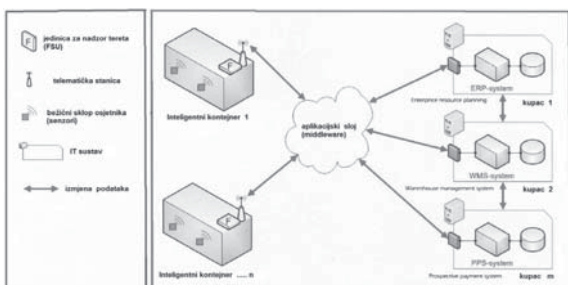 F
jedinica za nadzor tereta
(FSU)
telematička stanica
bežični sklop osjetnika
(senzori)
IT sustav
izmjena podataka
F
Inteligentni kontejner 1
F
Inteligentni kontejner ..... n
aplikacijski sloj
(middleware)
ERP-system
Enterprice resource planning
kupac 1
WMS-system
Warenhouse management system
kupac 2
PPS-system
Prospective payment system
kupac m